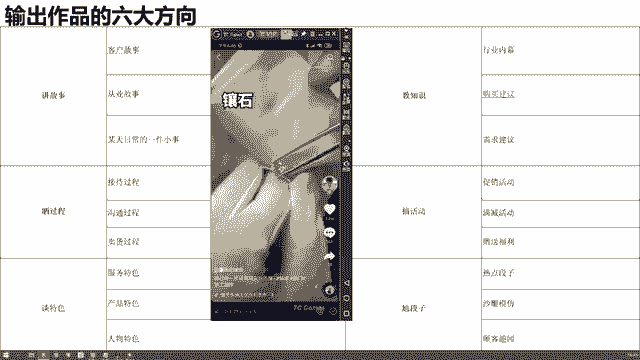 输出作品的六大方向
讲故事
客户故事
从业故事
某天日常的一件小事
晒过程
接待过程
沟通过程
卖货过程
谈特色
服务特色
产品特色
人物特色
镶石
TC Games
教知识
行业内幕
购买建议
需求建议
搞活动
促销活动
满减活动
赠送福利
拍段子
热点段子
沙雕模仿
顾客趣闻